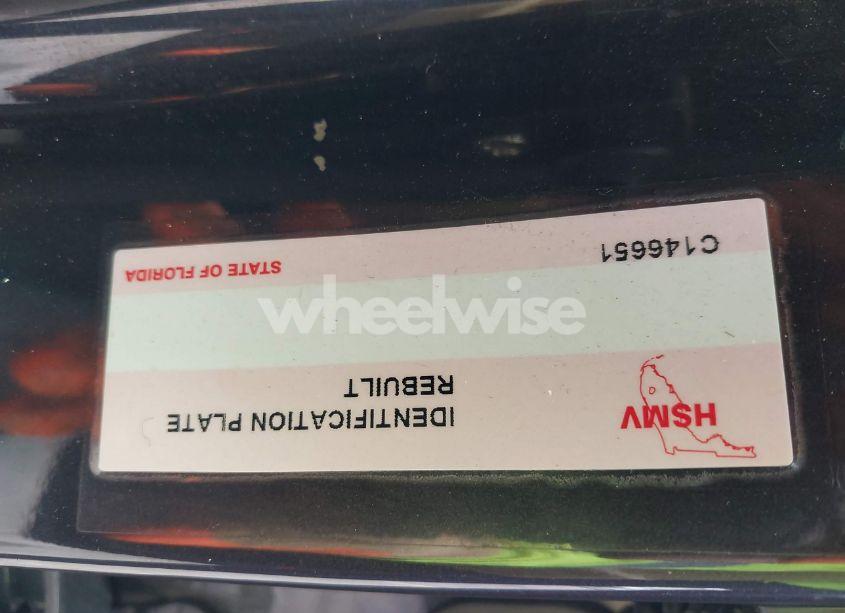 HSMV
IDENTIFICATION PLATE
REBUILT
C146651
STATE OF FLORIDA
wheelwise